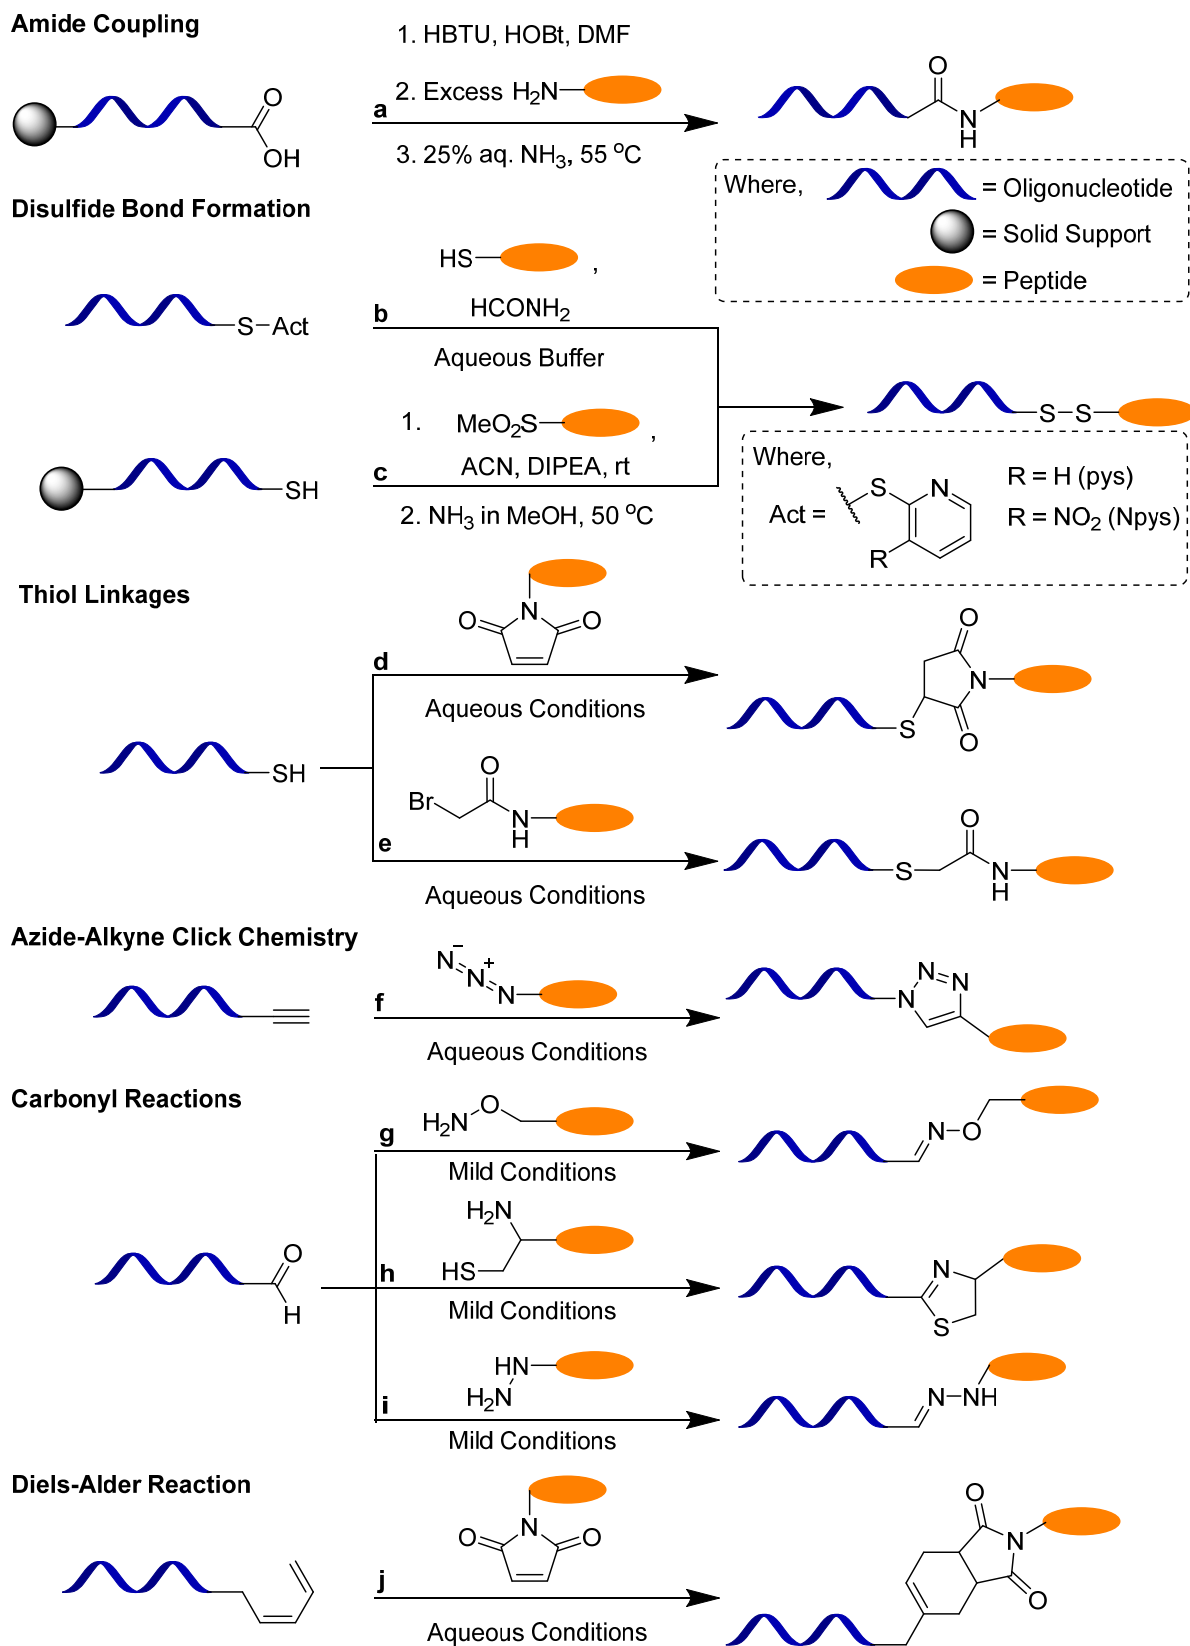 Amide Coupling
1. HBTU, HOBt, DMF
2. Excess H₂N
a
3. 25% aq. NH₃, 55 °C
O
OH
O
N
H
Where,
= Oligonucleotide
= Solid Support
= Peptide
Disulfide Bond Formation
HS
,
S–Act
b
HCONH₂
Aqueous Buffer
1. MeO₂S
,
SH
c
ACN, DIPEA, rt
2. NH₃ in MeOH, 50 °C
S–S
Where,
Act =
S
N
R
R = H (pys)
R = NO₂ (Npys)
Thiol Linkages
SH
O
N
O
d
Aqueous Conditions
O
N
S
O
Br
O
N
H
e
Aqueous Conditions
S
O
N
H
Azide-Alkyne Click Chemistry
N⁻
N⁺
N
f
Aqueous Conditions
N
N
N
Carbonyl Reactions
O
H
H₂N
O
g
Mild Conditions
N
O
H₂N
HS
h
Mild Conditions
N
S
HN
H₂N
i
Mild Conditions
N–NH
Diels-Alder Reaction
N
O
O
j
Aqueous Conditions
O
N
O